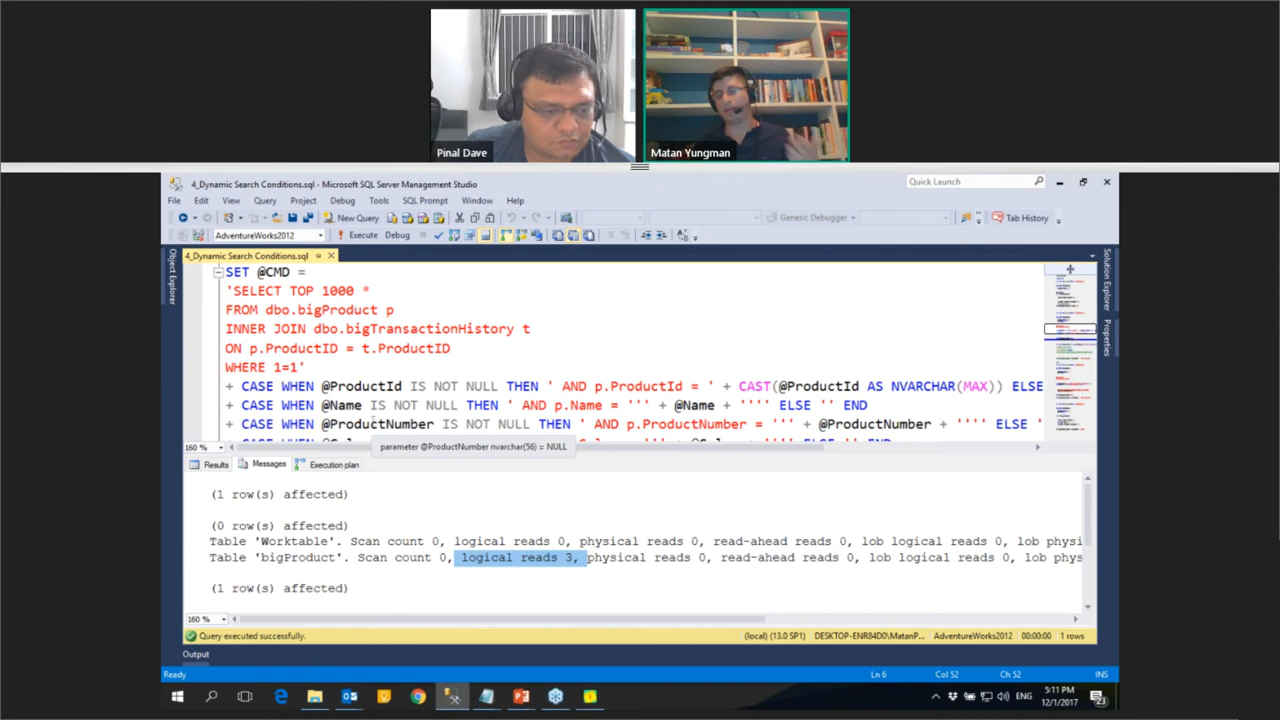 Pinal Dave
Matan Yungman
4_Dynamic Search Conditions.sql - Microsoft SQL Server Management Studio
Quick Launch
File Edit View Query Project Debug Tools SQL Prompt Window Help
New Query
Generic Debugger
Tab History
AdventureWorks2012
Execute Debug
4_Dynamic Search Conditions.sql
Object Explorer
Solution Explorer
Properties
SET @CMD =
'SELECT TOP 1000 *
FROM dbo.bigProduct p
INNER JOIN dbo.bigTransactionHistory t
ON p.ProductID = t.ProductID
WHERE 1=1'
+ CASE WHEN @ProductId IS NOT NULL THEN ' AND p.ProductId = ' + CAST(@ProductId AS NVARCHAR(MAX)) ELSE
+ CASE WHEN @Name IS NOT NULL THEN ' AND p.Name = ''' + @Name + '''' ELSE '' END
+ CASE WHEN @ProductNumber IS NOT NULL THEN ' AND p.ProductNumber = ''' + @ProductNumber + '''' ELSE '
160 %
parameter @ProductNumber nvarchar(56) = NULL
Results Messages Execution plan
(1 row(s) affected)
(0 row(s) affected)
Table 'Worktable'. Scan count 0, logical reads 0, physical reads 0, read-ahead reads 0, lob logical reads 0, lob physi
Table 'bigProduct'. Scan count 0, logical reads 3, physical reads 0, read-ahead reads 0, lob logical reads 0, lob phys
(1 row(s) affected)
160 %
Query executed successfully. (local) (13.0 SP1) DESKTOP-ENR84D0\MatanP... AdventureWorks2012 00:00:00 1 rows
Output
Ready Ln 6 Col 52 Ch 52 INS
ENG
5:11 PM
12/1/2017
23